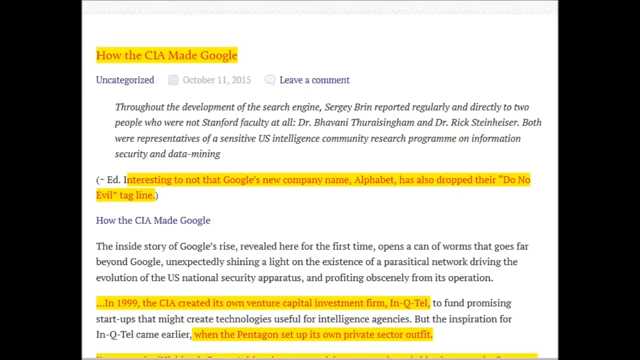 How the CIA Made Google
Uncategorized October 11, 2015 Leave a comment
Throughout the development of the search engine, Sergey Brin reported regularly and directly to two
people who were not Stanford faculty at all: Dr. Bhavani Thuraisingham and Dr. Rick Steinheiser. Both
were representatives of a sensitive US intelligence community research programme on information
security and data-mining
(~ Ed. Interesting to not that Google's new company name, Alphabet, has also dropped their "Do No
Evil" tag line.)
How the CIA Made Google
The inside story of Google's rise, revealed here for the first time, opens a can of worms that goes far
beyond Google, unexpectedly shining a light on the existence of a parasitical network driving the
evolution of the US national security apparatus, and profiting obscenely from its operation.
...In 1999, the CIA created its own venture capital investment firm, In-Q-Tel, to fund promising
start-ups that might create technologies useful for intelligence agencies. But the inspiration for
In-Q-Tel came earlier, when the Pentagon set up its own private sector outfit.